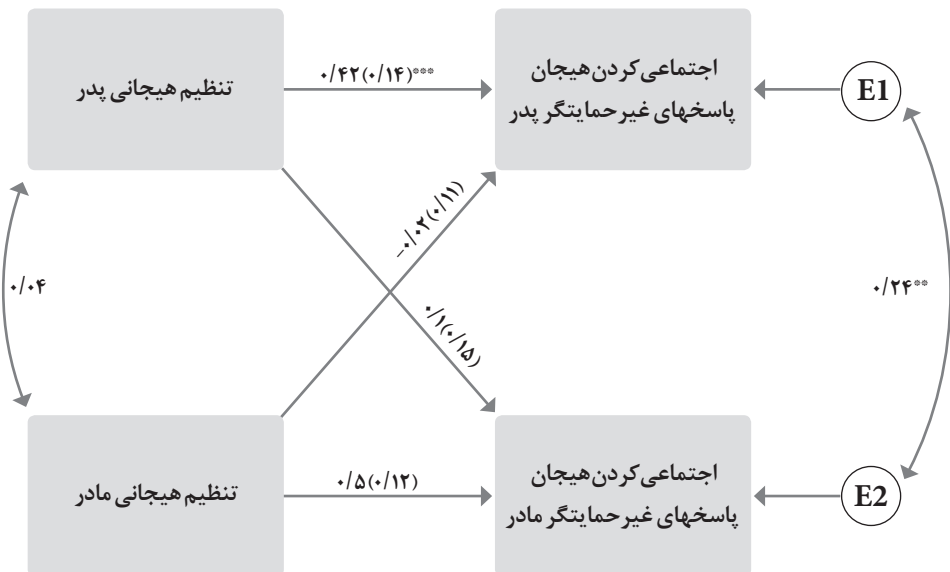 تنظیم هیجانی پدر
۰/۴۲(۰/۱۴)***
اجتماعی کردن هیجان
پاسخهای غیرحمایتگر پدر
E1
-۰/۰۲(۰/۱۱)
۰/۰۴
۰/۲۴**
۰/۱(۰/۱۵)
تنظیم هیجانی مادر
۰/۵(۰/۱۲)
اجتماعی کردن هیجان
پاسخهای غیرحمایتگر مادر
E2